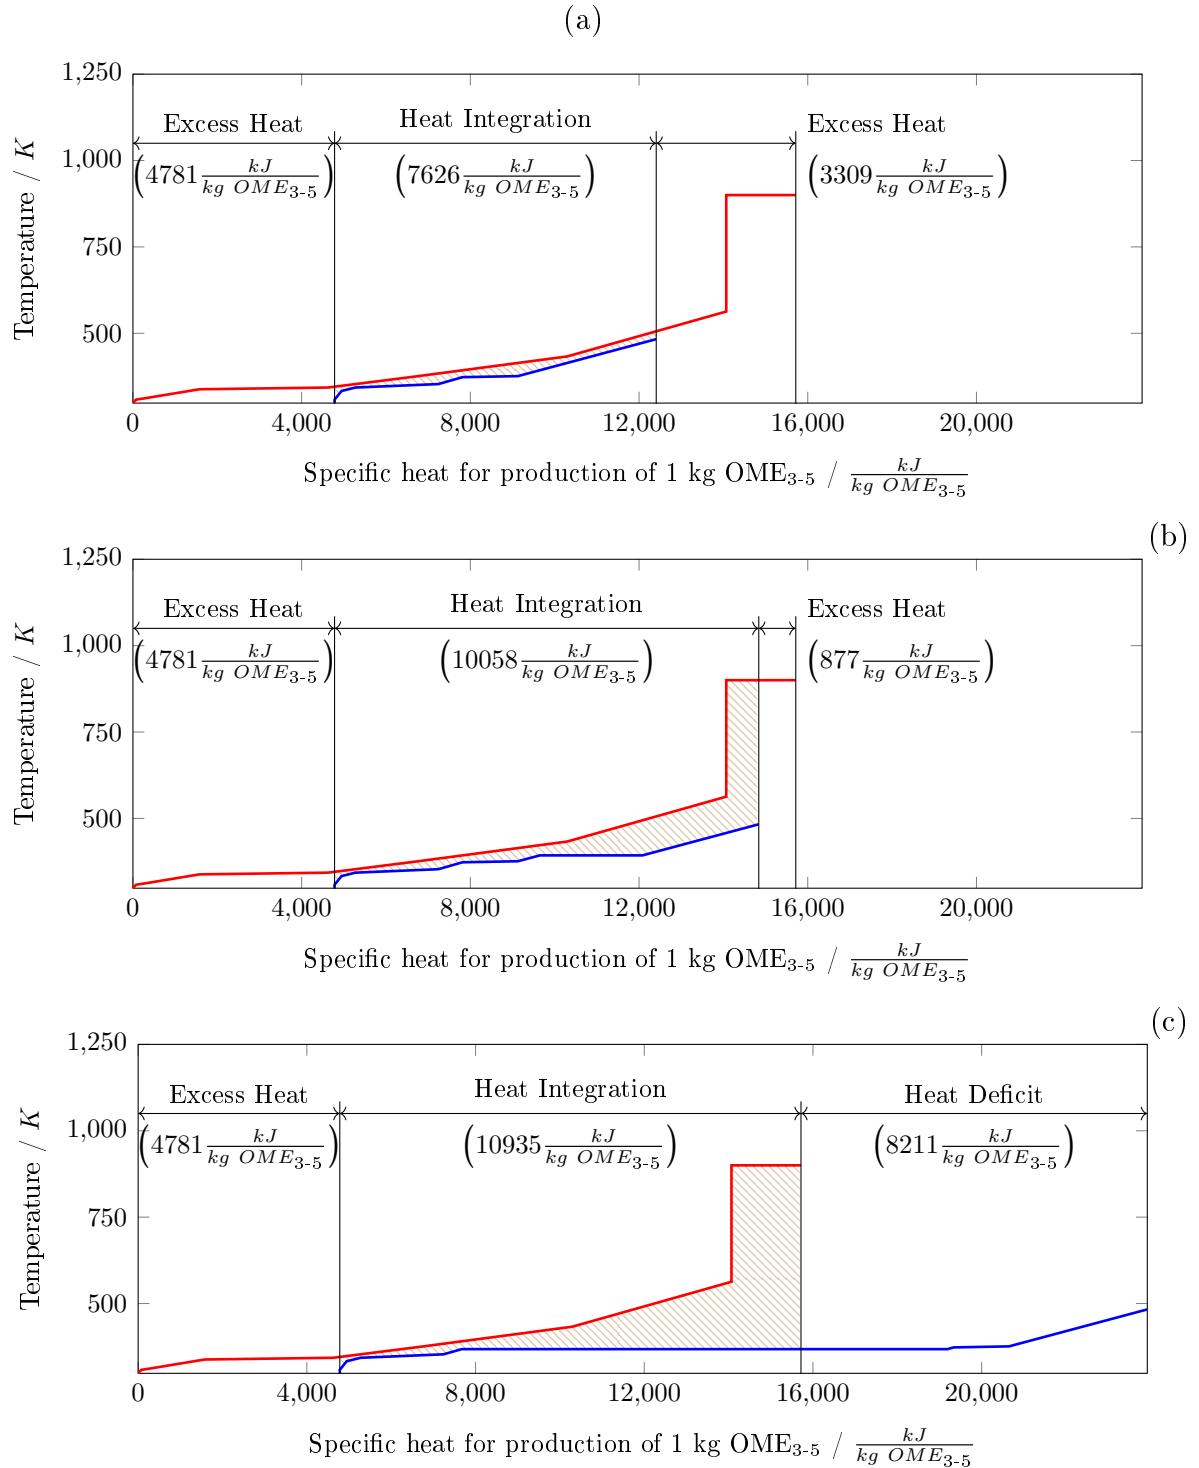 (a)
1,250
Excess Heat Heat Integration Excess Heat
1,000
(4781 kJ/kg OME3-5) (7626 kJ/kg OME3-5) (3309 kJ/kg OME3-5)
750
500
Temperature / K
0 4,000 8,000 12,000 16,000 20,000
Specific heat for production of 1 kg OME3-5 / kJ/kg OME3-5
(b)
1,250
Excess Heat Heat Integration Excess Heat
1,000
(4781 kJ/kg OME3-5) (10058 kJ/kg OME3-5) (877 kJ/kg OME3-5)
750
500
Temperature / K
0 4,000 8,000 12,000 16,000 20,000
Specific heat for production of 1 kg OME3-5 / kJ/kg OME3-5
(c)
1,250
Excess Heat Heat Integration Heat Deficit
1,000
(4781 kJ/kg OME3-5) (10935 kJ/kg OME3-5) (8211 kJ/kg OME3-5)
750
500
Temperature / K
0 4,000 8,000 12,000 16,000 20,000
Specific heat for production of 1 kg OME3-5 / kJ/kg OME3-5